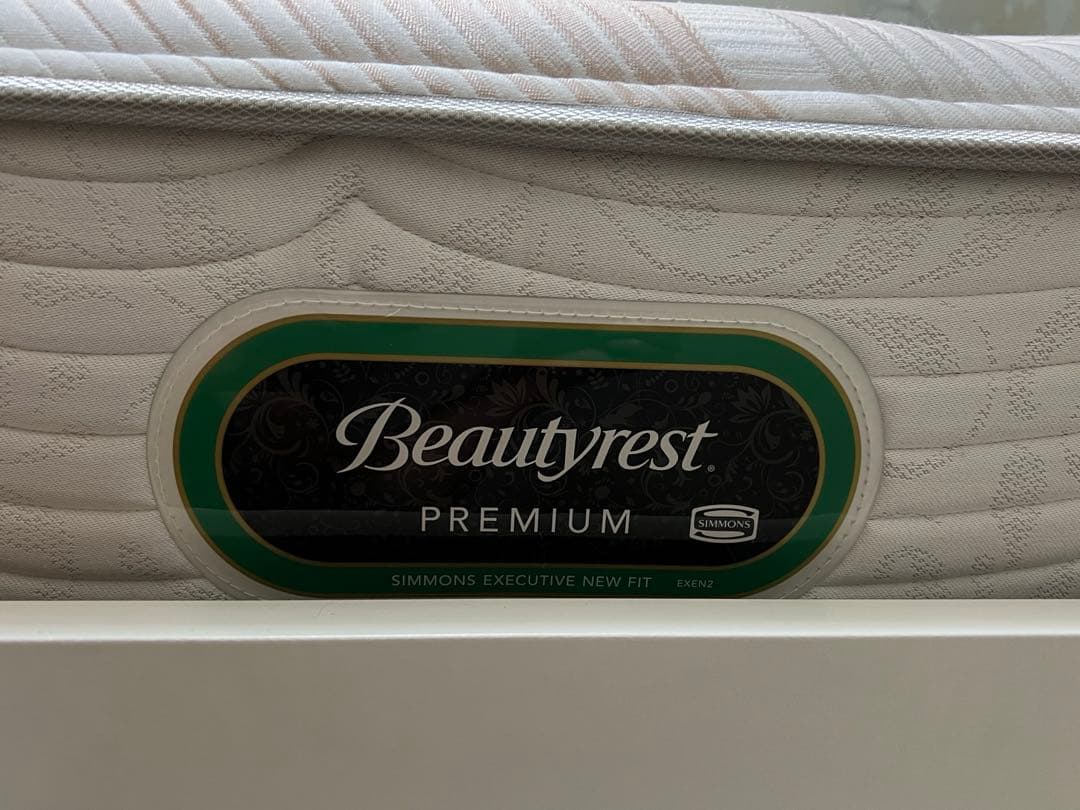 Beautyrest®
PREMIUM
SIMMONS
SIMMONS EXECUTIVE NEW FIT EXEN2